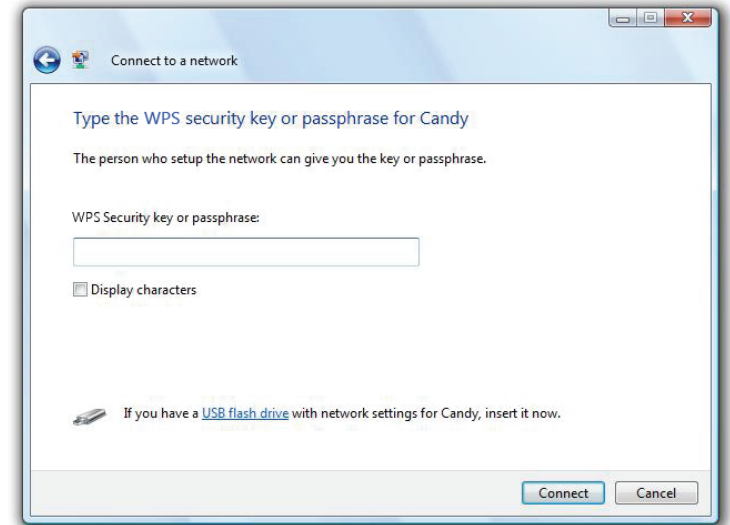 Connect to a network
Type the WPS security key or passphrase for Candy
The person who setup the network can give you the key or passphrase.
WPS Security key or passphrase:
Display characters
If you have a USB flash drive with network settings for Candy, insert it now.
Connect Cancel